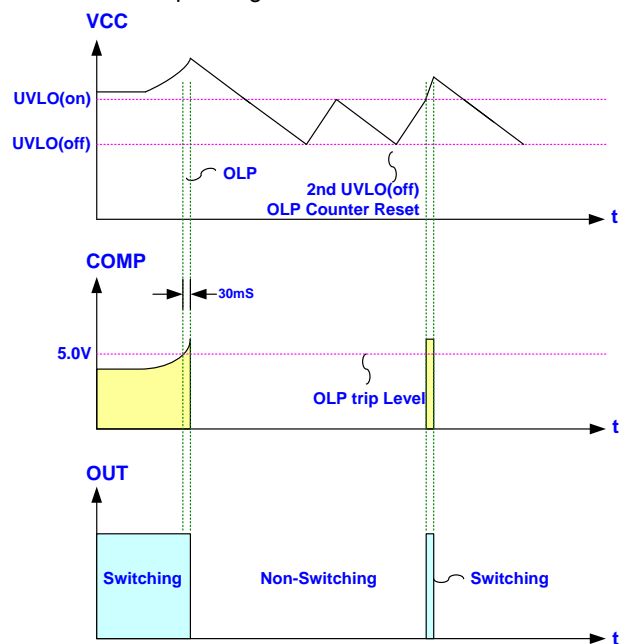 VCC
UVLO(on)
UVLO(off)
OLP
2nd UVLO(off)
OLP Counter Reset
t
COMP
30mS
5.0V
OLP trip Level
t
OUT
Switching
Non-Switching
Switching
t